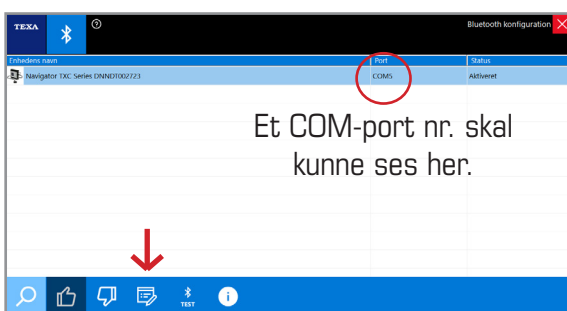 TEXA
Bluetooth konfiguration
Enhedens navn
Port
Status
Navigator TXC Series DNNDT002723
COM5
Aktiveret
Et COM-port nr. skal
kunne ses her.
TEST